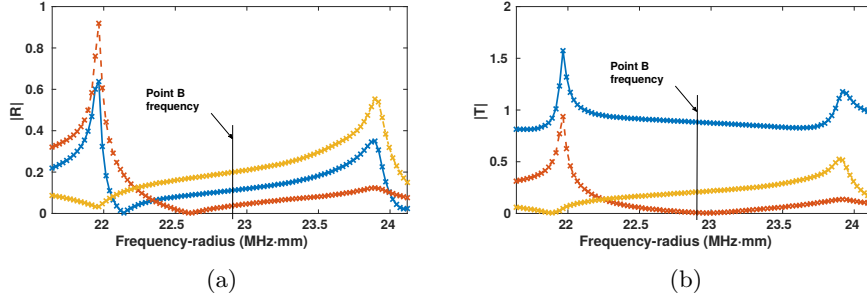 1
0.8
0.6
0.4
0.2
0
|R|
Point B
frequency
22
22.5
23
23.5
24
Frequency-radius (MHz·mm)
(a)
2
1.5
1
0.5
0
|T|
Point B
frequency
22
22.5
23
23.5
24
Frequency-radius (MHz·mm)
(b)